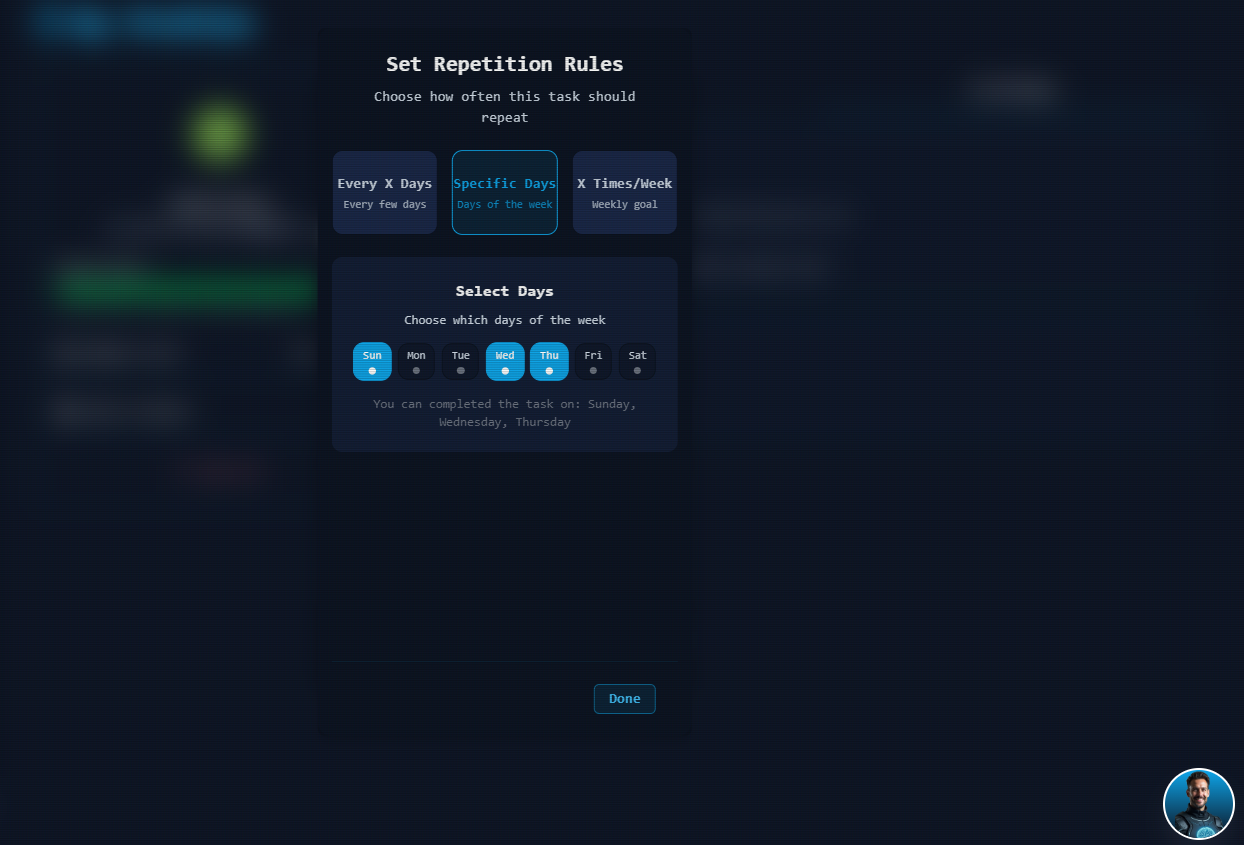 Set Repetition Rules
Choose how often this task should
repeat
Every X Days
Every few days
Specific Days
Days of the week
X Times/Week
Weekly goal
Select Days
Choose which days of the week
Sun Mon Tue Wed Thu Fri Sat
You can completed the task on: Sunday,
Wednesday, Thursday
Done